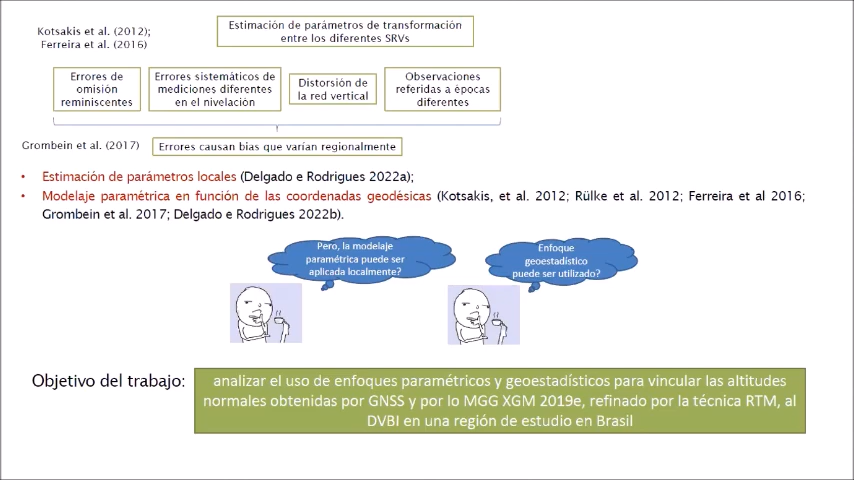 Kotsakis et al. (2012);
Ferreira et al. (2016)
Estimación de parámetros de transformación
entre los diferentes SRVs
Errores de
omisión
reminiscentes
Errores sistemáticos de
mediciones diferentes
en el nivelación
Distorsión de
la red vertical
Observaciones
referidas a épocas
diferentes
Grombein et al. (2017)
Errores causan bias que varían regionalmente
• Estimación de parámetros locales (Delgado e Rodrigues 2022a);
• Modelaje paramétrica en función de las coordenadas geodésicas (Kotsakis, et al. 2012; Rülke et al. 2012; Ferreira et al 2016;
Grombein et al. 2017; Delgado e Rodrigues 2022b).
Pero, la modelaje
paramétrica puede ser
aplicada localmente?
Enfoque
geoestadístico
puede ser utilizado?
Objetivo del trabajo:
analizar el uso de enfoques paramétricos y geoestadísticos para vincular las altitudes
normales obtenidas por GNSS y por lo MGG XGM 2019e, refinado por la técnica RTM, al
DVBI en una región de estudio en Brasil